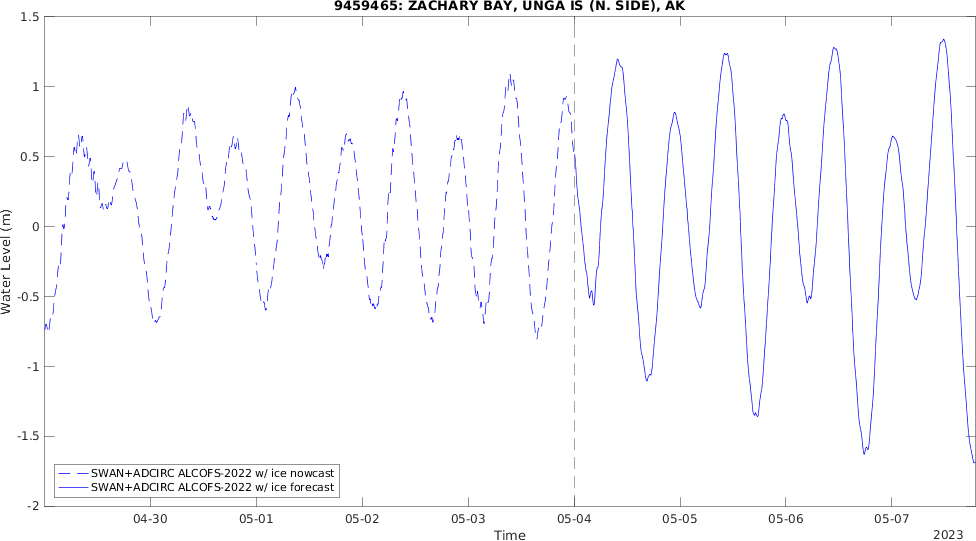 9459465: ZACHARY BAY, UNGA IS (N. SIDE), AK
Water Level (m)
1.5
1
0.5
0
-0.5
-1
-1.5
-2
SWAN+ADCIRC ALCOFS-2022 w/ ice nowcast
SWAN+ADCIRC ALCOFS-2022 w/ ice forecast
04-30 05-01 05-02 05-03 05-04 05-05 05-06 05-07
Time
2023